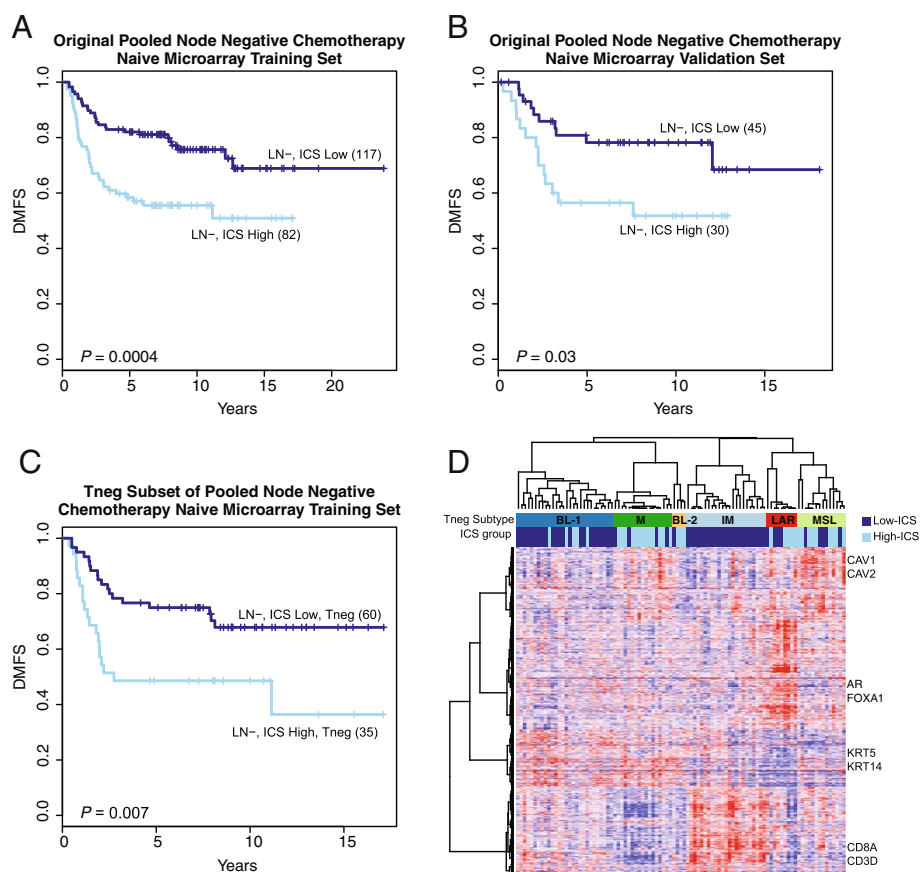 A
Original Pooled Node Negative Chemotherapy
Naive Microarray Training Set
DMFS
1.0
0.8
0.6
0.4
0.2
0.0
LN−, ICS Low (117)
LN−, ICS High (82)
P = 0.0004
0 5 10 15 20
Years
B
Original Pooled Node Negative Chemotherapy
Naive Microarray Validation Set
DMFS
1.0
0.8
0.6
0.4
0.2
0.0
LN−, ICS Low (45)
LN−, ICS High (30)
P = 0.03
0 5 10 15
Years
C
Tneg Subset of Pooled Node Negative
Chemotherapy Naive Microarray Training Set
DMFS
1.0
0.8
0.6
0.4
0.2
0.0
LN−, ICS Low, Tneg (60)
LN−, ICS High, Tneg (35)
P = 0.007
0 5 10 15
Years
D
Tneg Subtype BL-1 M BL-2 IM LAR MSL
ICS group
Low-ICS
High-ICS
CAV1
CAV2
AR
FOXA1
KRT5
KRT14
CD8A
CD3D